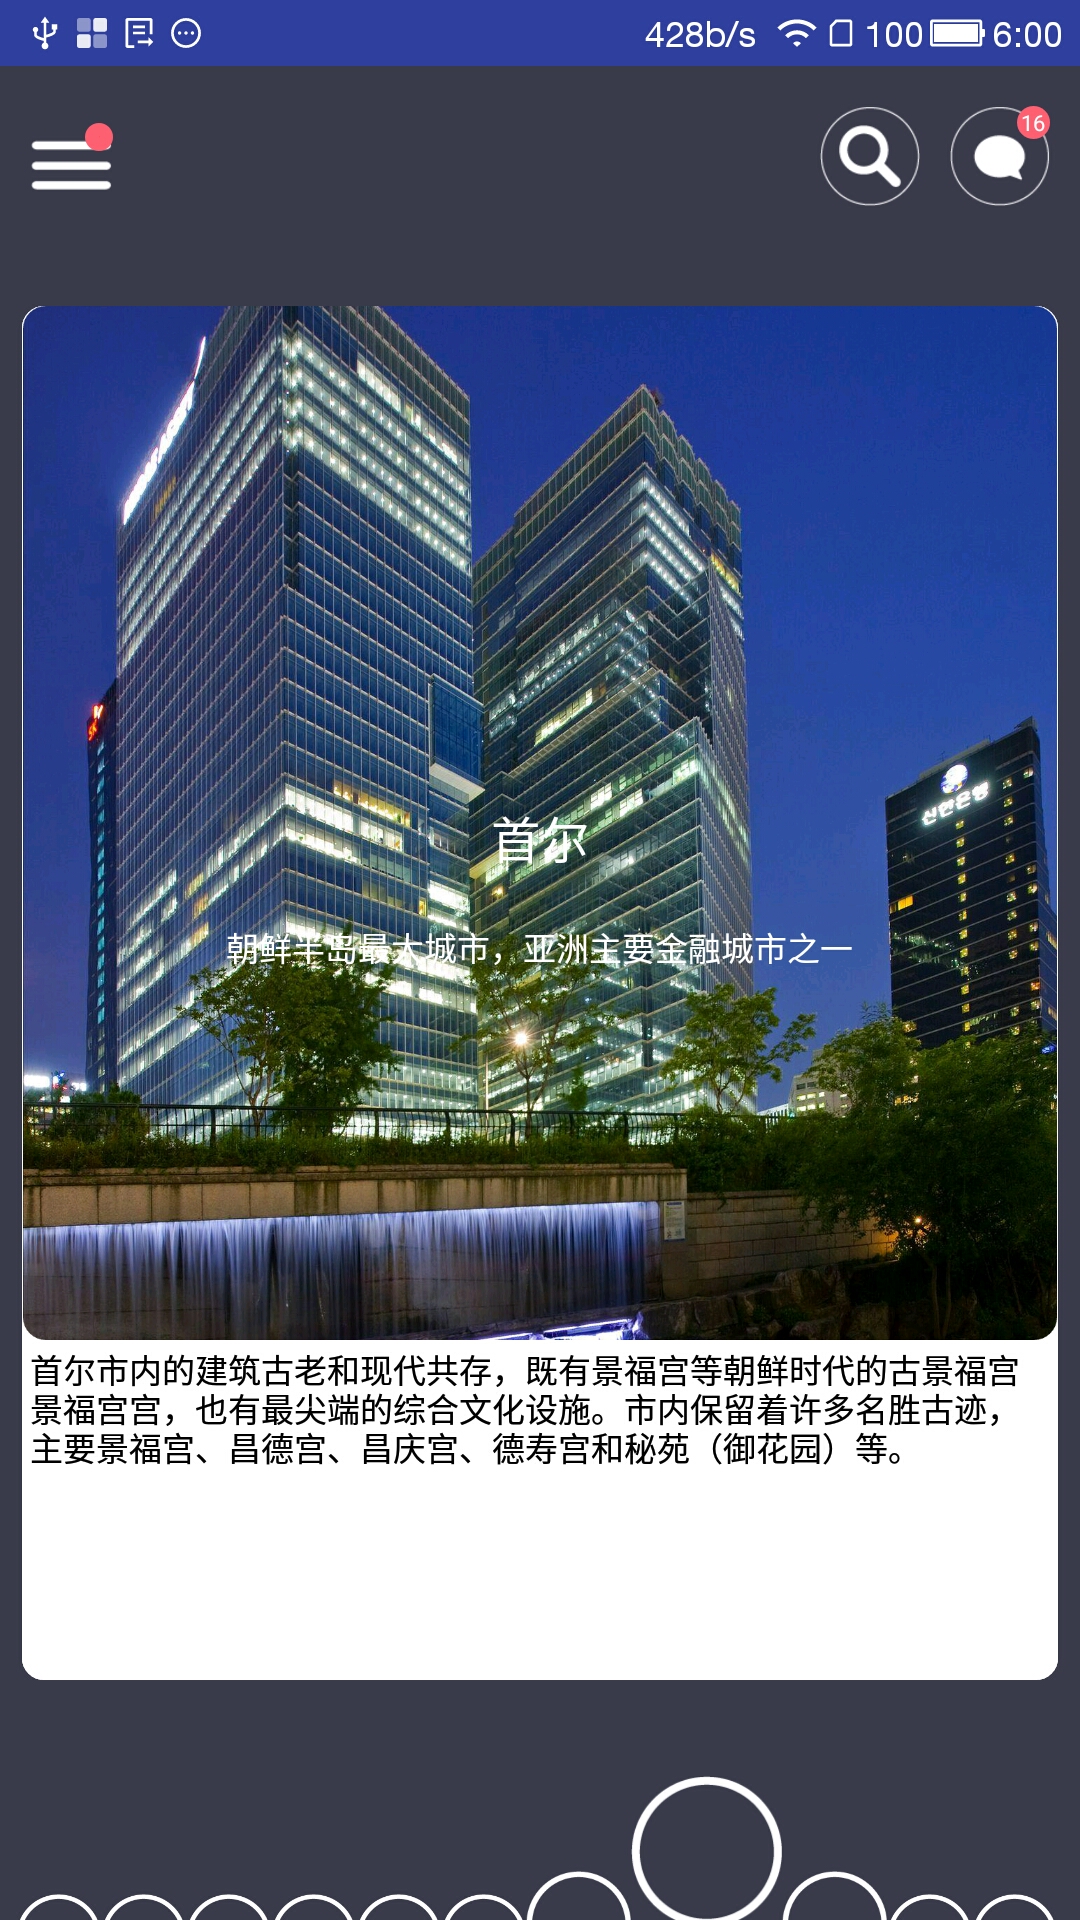 428b/s 100 6:00
16
신한은행
首尔
朝鲜半岛最大城市，亚洲主要金融城市之一
首尔市内的建筑古老和现代共存，既有景福宫等朝鲜时代的古景福宫
景福宫宫，也有最尖端的综合文化设施。市内保留着许多名胜古迹，
主要景福宫、昌德宫、昌庆宫、德寿宫和秘苑（御花园）等。